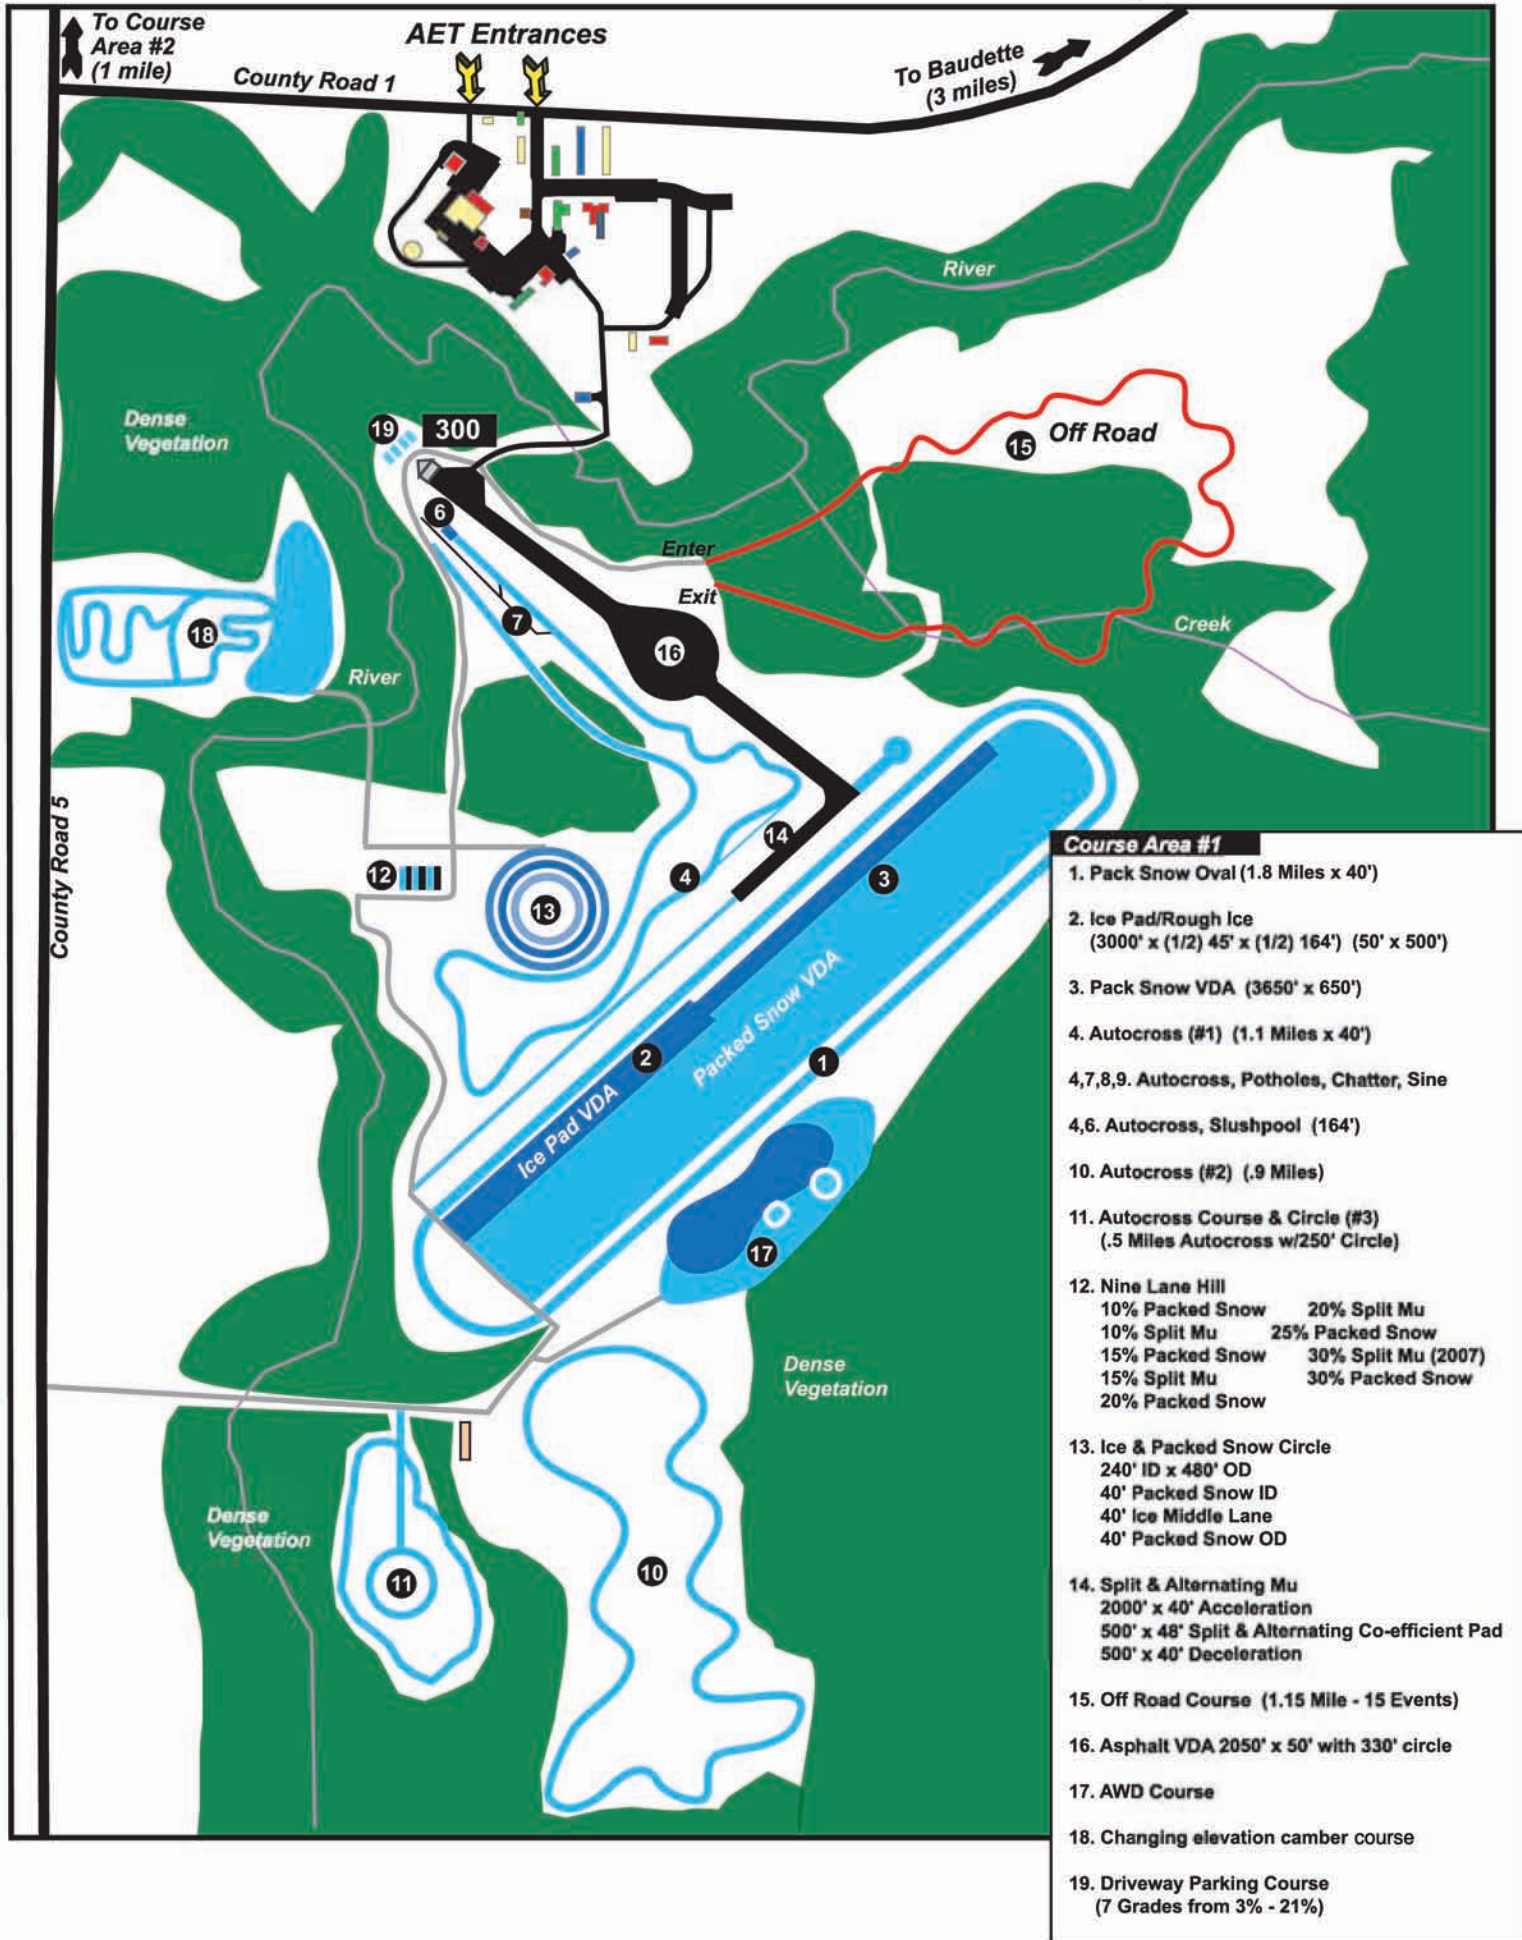 To Course
Area #2
(1 mile)
AET Entrances
County Road 1
To Baudette
(3 miles)
River
Dense
Vegetation
19
300
15 Off Road
6
Enter
Exit
7
16
18
Creek
River
County Road 5
14
12
4
3
13
Packed Snow VDA
2
1
Ice Pad VDA
17
Dense
Vegetation
Dense
Vegetation
11
10
Course Area #1
1. Pack Snow Oval (1.8 Miles x 40')
2. Ice Pad/Rough Ice
(3000' x (1/2) 45' x (1/2) 164') (50' x 500')
3. Pack Snow VDA (3650' x 650')
4. Autocross (#1) (1.1 Miles x 40')
4,7,8,9. Autocross, Potholes, Chatter, Sine
4,6. Autocross, Slushpool (164')
10. Autocross (#2) (.9 Miles)
11. Autocross Course & Circle (#3)
(.5 Miles Autocross w/250' Circle)
12. Nine Lane Hill
10% Packed Snow 20% Split Mu
10% Split Mu 25% Packed Snow
15% Packed Snow 30% Split Mu (2007)
15% Split Mu 30% Packed Snow
20% Packed Snow
13. Ice & Packed Snow Circle
240' ID x 480' OD
40' Packed Snow ID
40' Ice Middle Lane
40' Packed Snow OD
14. Split & Alternating Mu
2000' x 40' Acceleration
500' x 48' Split & Alternating Co-efficient Pad
500' x 40' Deceleration
15. Off Road Course (1.15 Mile - 15 Events)
16. Asphalt VDA 2050' x 50' with 330' circle
17. AWD Course
18. Changing elevation camber course
19. Driveway Parking Course
(7 Grades from 3% - 21%)